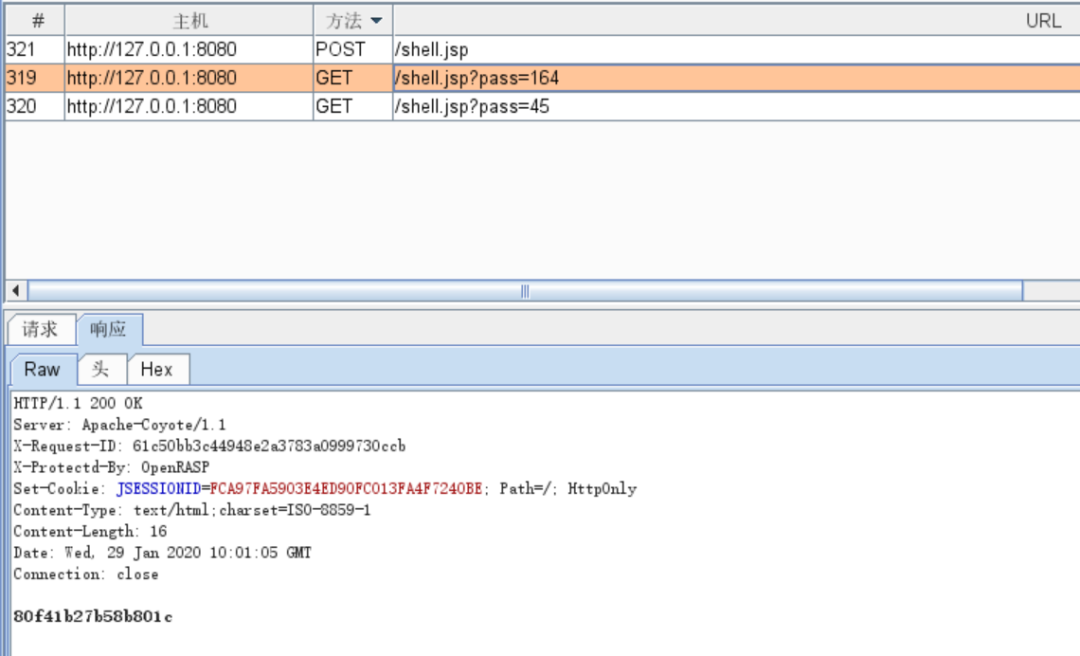 # 主机 方法 URL
321 http://127.0.0.1:8080 POST /shell.jsp
319 http://127.0.0.1:8080 GET /shell.jsp?pass=164
320 http://127.0.0.1:8080 GET /shell.jsp?pass=45
请求 响应
Raw 头 Hex
HTTP/1.1 200 OK
Server: Apache-Coyote/1.1
X-Request-ID: 61c50bb3c44948e2a3783a0999730ccb
X-Protectd-By: OpenRASP
Set-Cookie: JSESSIONID=FCA97FA5903E4ED90FC013FA4F7240BE; Path=/; HttpOnly
Content-Type: text/html;charset=ISO-8859-1
Content-Length: 16
Date: Wed, 29 Jan 2020 10:01:05 GMT
Connection: close
80f41b27b58b801c